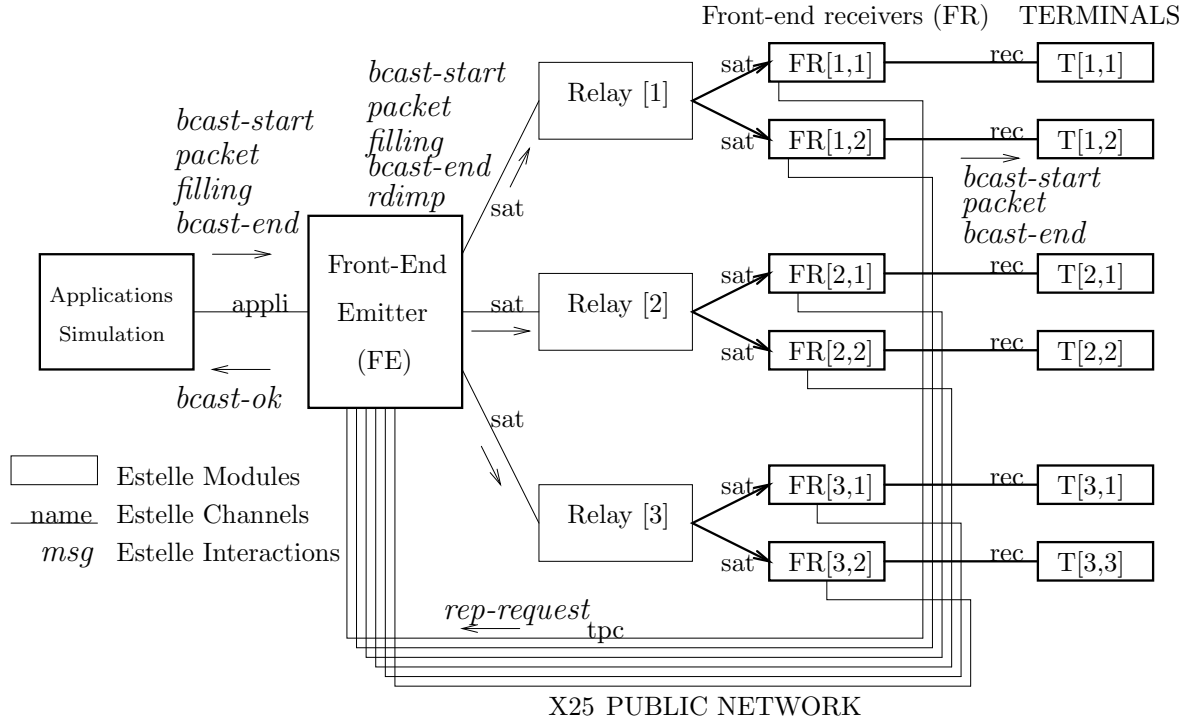 Front-end receivers (FR)
TERMINALS
bcast-start
packet
filling
bcast-end
bcast-start
packet
filling
bcast-end
rdimp
Applications
Simulation
appli
bcast-ok
Front-End
Emitter
(FE)
sat
sat
sat
Relay [1]
Relay [2]
Relay [3]
sat
FR[1,1]
rec
T[1,1]
sat
FR[1,2]
rec
T[1,2]
bcast-start
packet
bcast-end
sat
FR[2,1]
rec
T[2,1]
sat
FR[2,2]
rec
T[2,2]
sat
FR[3,1]
rec
T[3,1]
sat
FR[3,2]
rec
T[3,3]
Estelle Modules
name Estelle Channels
msg Estelle Interactions
rep-request
tpc
X25 PUBLIC NETWORK